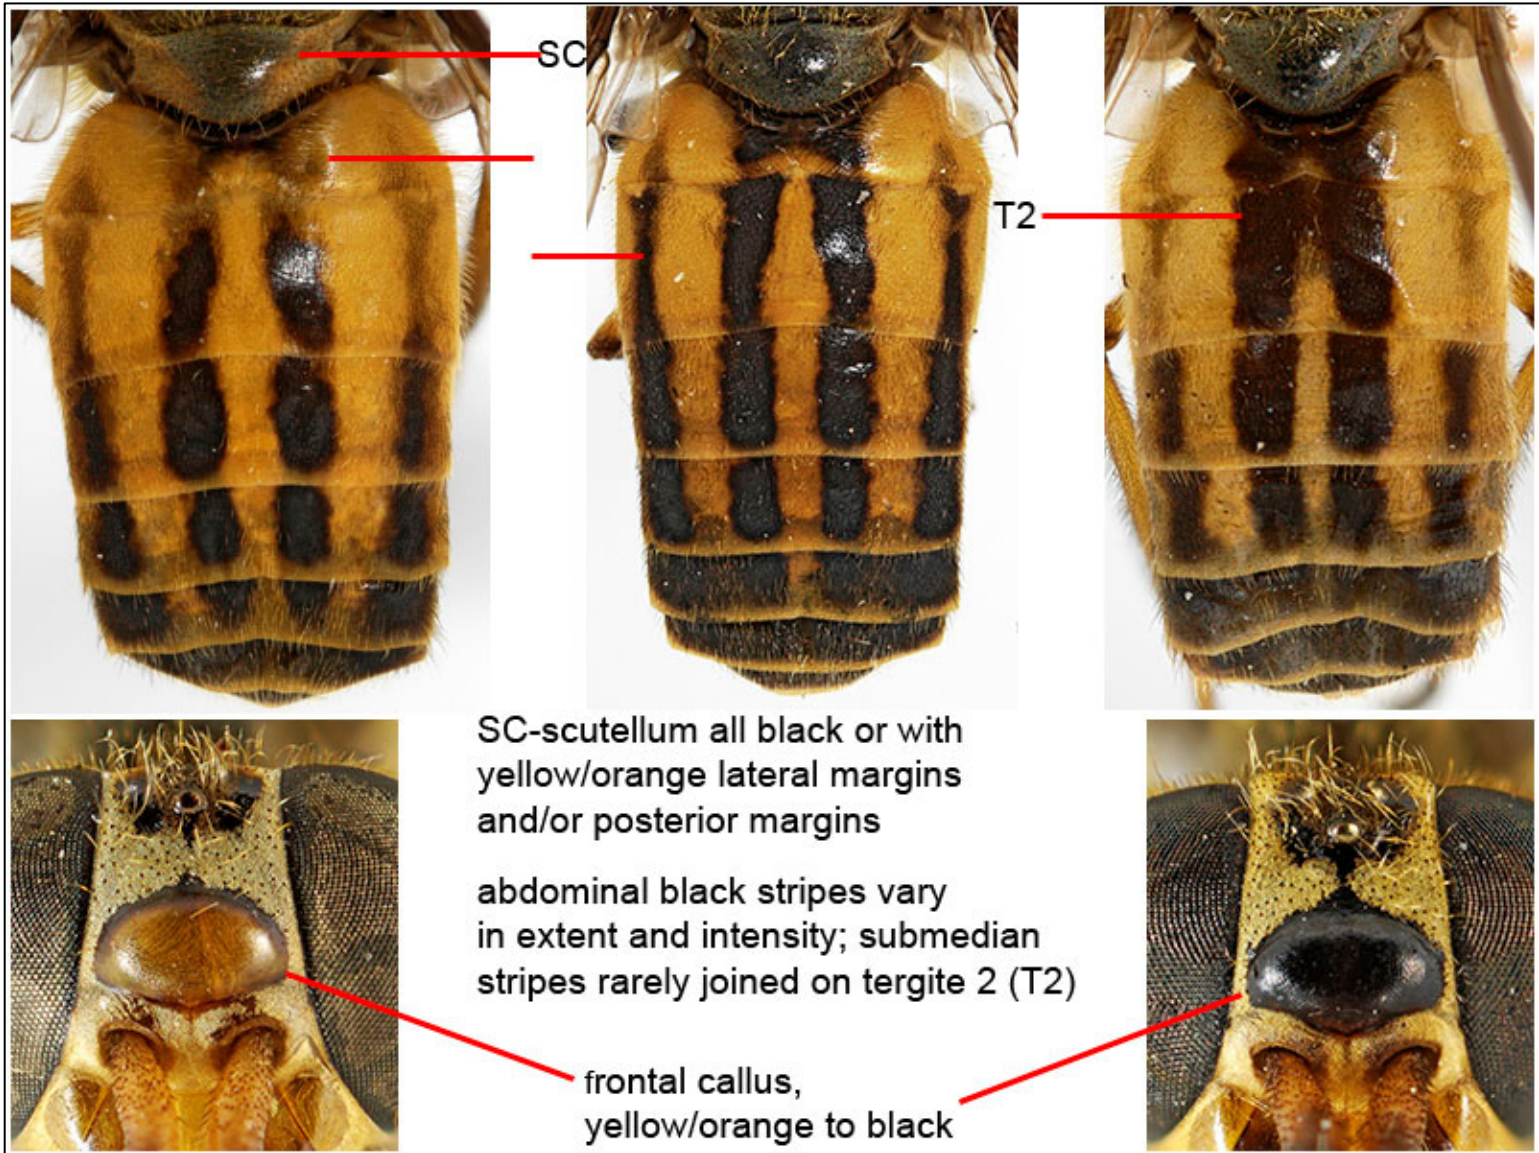 SC
T2
SC-scutellum all black or with
yellow/orange lateral margins
and/or posterior margins
abdominal black stripes vary
in extent and intensity; submedian
stripes rarely joined on tergite 2 (T2)
frontal callus,
yellow/orange to black